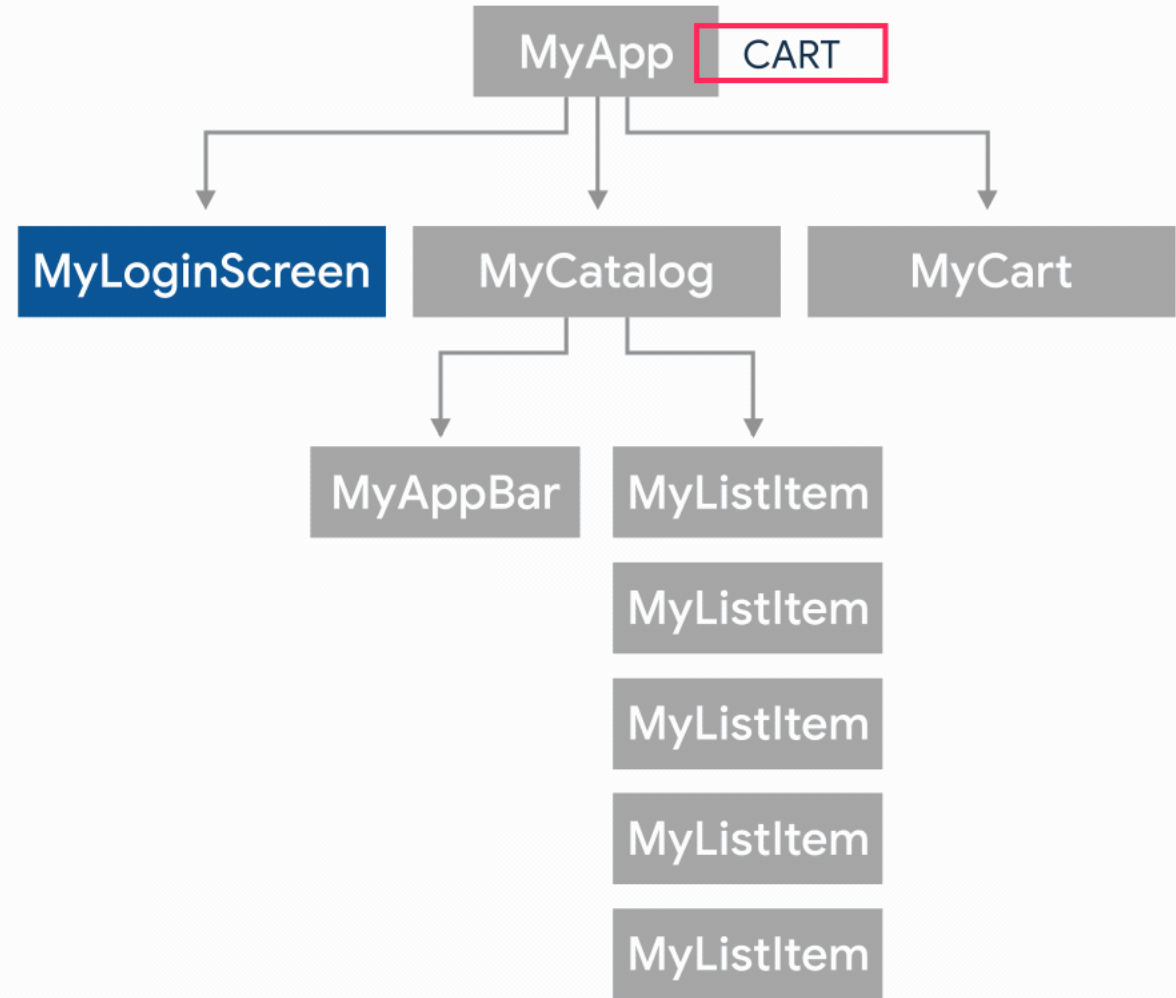 MyApp
CART
MyLoginScreen
MyCatalog
MyCart
MyAppBar
MyListItem
MyListItem
MyListItem
MyListItem
MyListItem